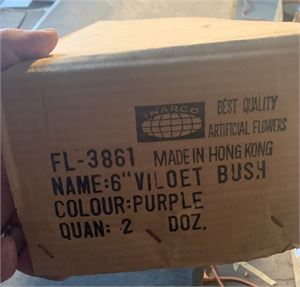 INARCO
BEST QUALITY
ARTIFICIAL FLOWERS
FL-3861 MADE IN HONG KONG
NAME:6" VILOET BUSH
COLOUR:PURPLE
QUAN: 2 DOZ.